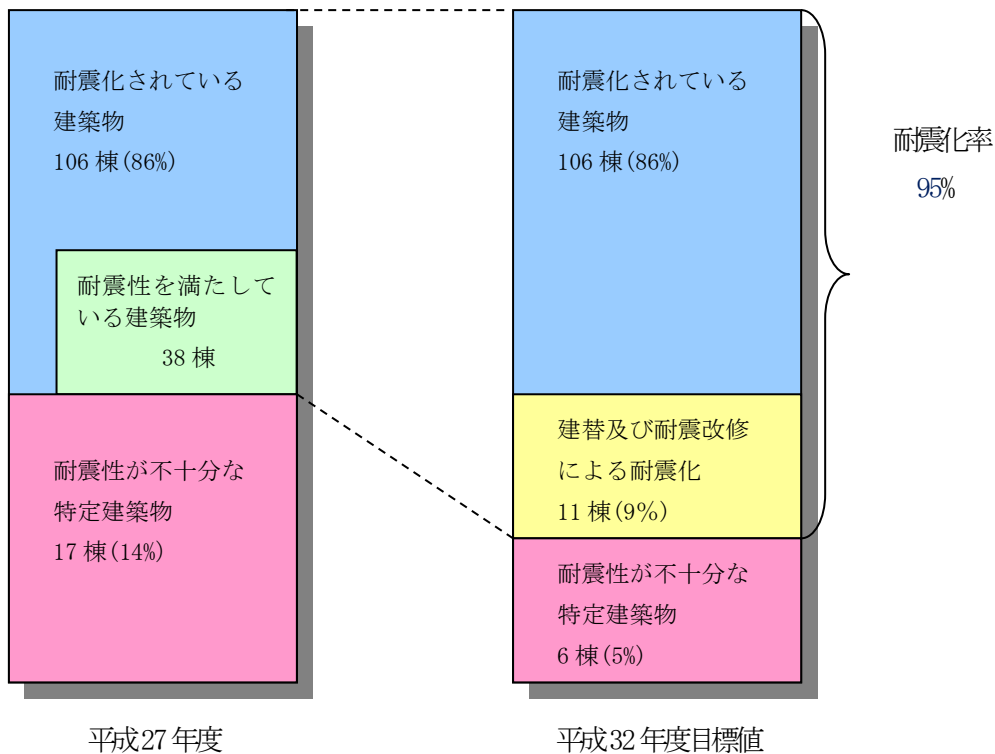 耐震化されている
建築物
106 棟(86%)
耐震性を満たして
いる建築物
38 棟
耐震性が不十分な
特定建築物
17 棟(14%)
平成27 年度
耐震化されている
建築物
106 棟(86%)
建替及び耐震改修
による耐震化
11 棟(9%)
耐震性が不十分な
特定建築物
6 棟(5%)
平成32 年度目標値
耐震化率
95%